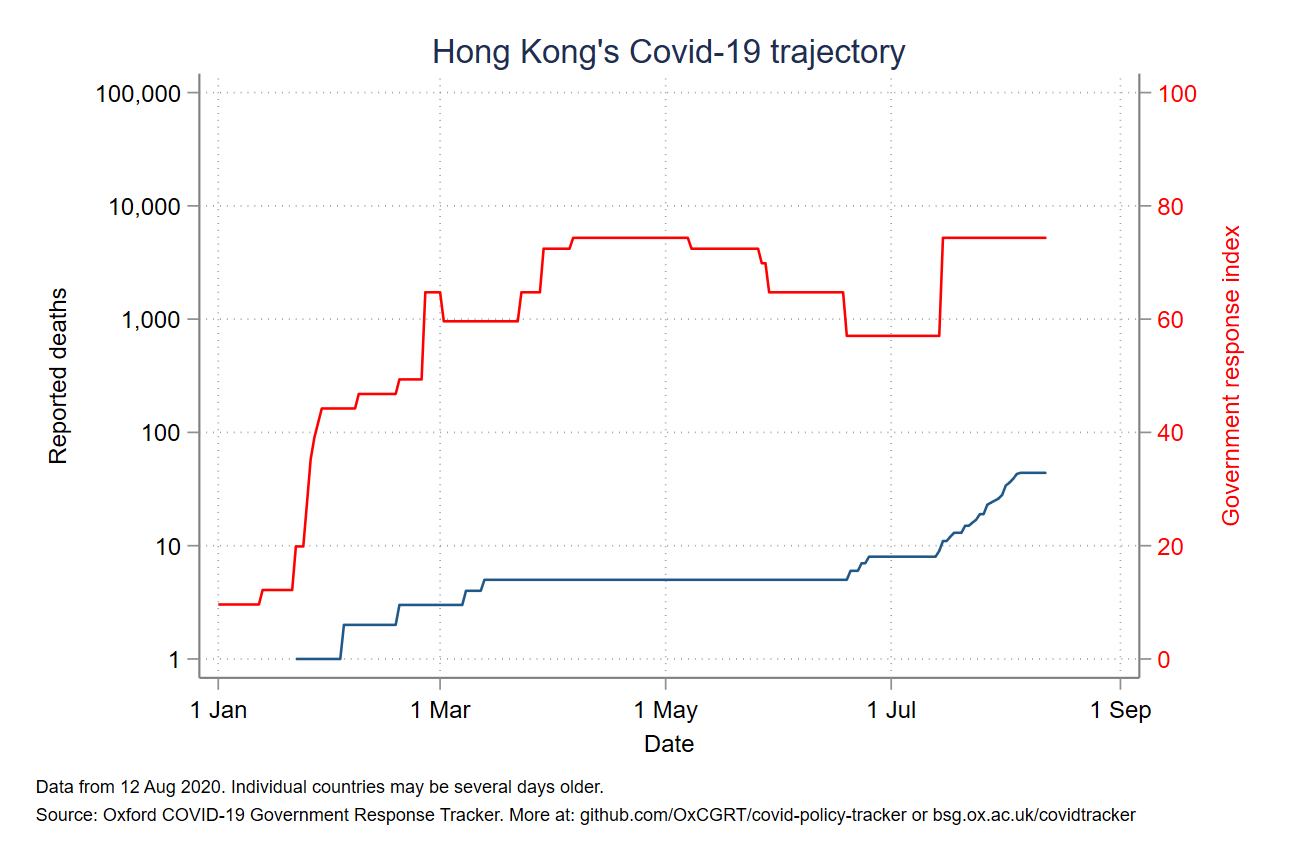 Hong Kong's Covid-19 trajectory
100,000
10,000
1,000
100
10
1
Reported deaths
100
80
60
40
20
0
Government response index
1 Jan
1 Mar
1 May
1 Jul
1 Sep
Date
Data from 12 Aug 2020. Individual countries may be several days older.
Source: Oxford COVID-19 Government Response Tracker. More at: github.com/OxCGRT/covid-policy-tracker or bsg.ox.ac.uk/covidtracker